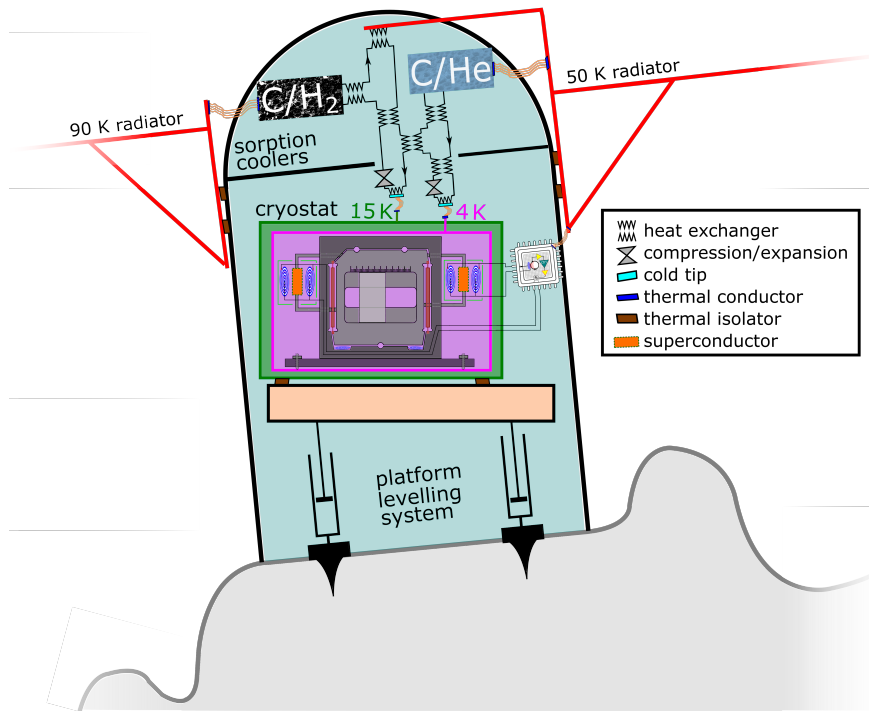 C/H₂
C/He
50 K radiator
90 K radiator
sorption
coolers
cryostat
15 K
4 K
heat exchanger
compression/expansion
cold tip
thermal conductor
thermal isolator
superconductor
platform
levelling
system